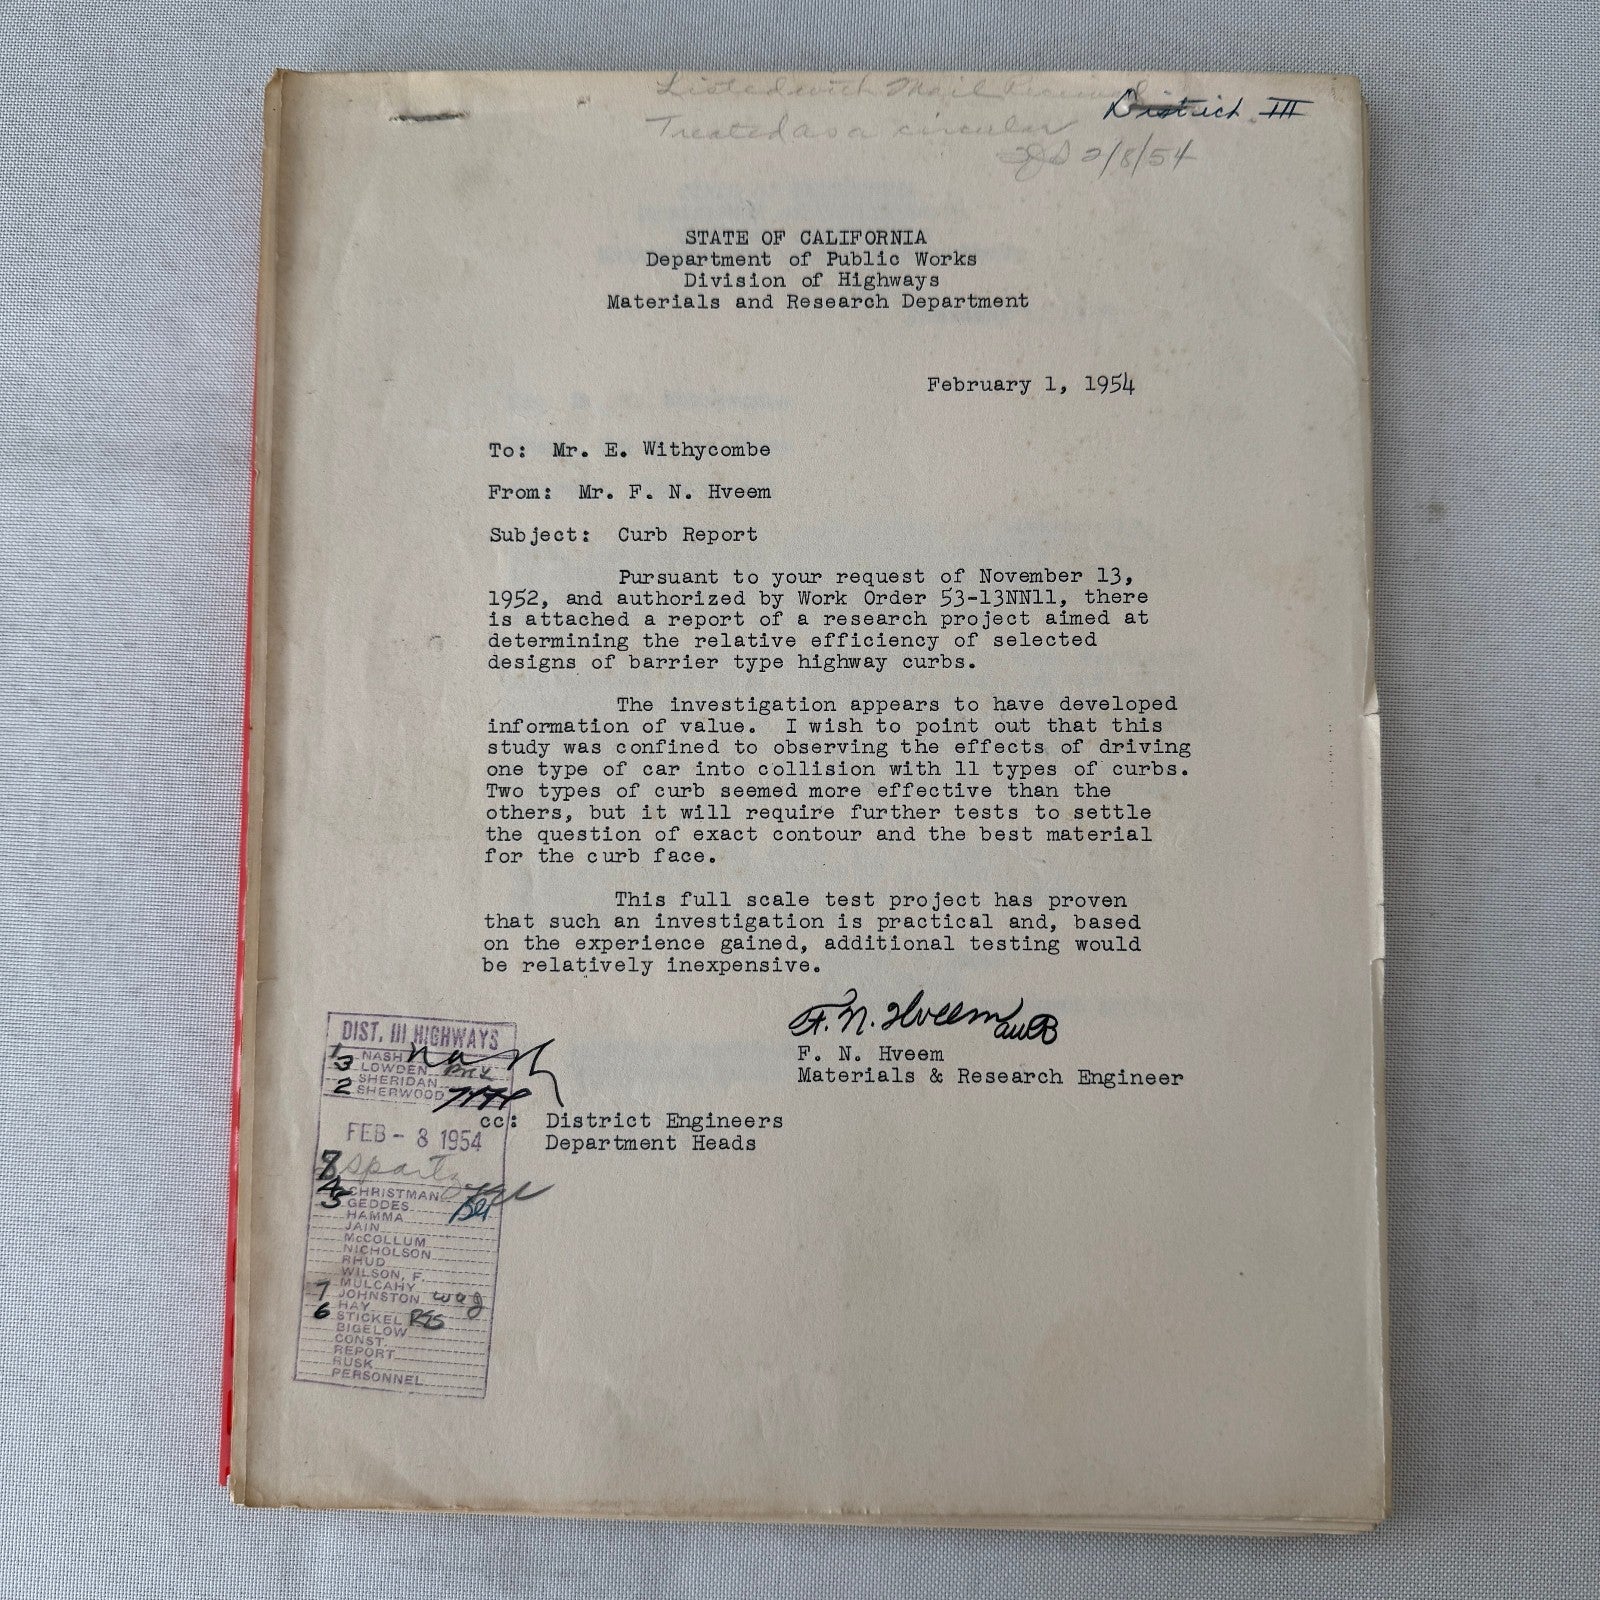 Listed with Mail Received
District III
Treated as a circular
2/8/54
STATE OF CALIFORNIA
Department of Public Works
Division of Highways
Materials and Research Department
February 1, 1954
To: Mr. E. Withycombe
From: Mr. F. N. Hveem
Subject: Curb Report
Pursuant to your request of November 13,
1952, and authorized by Work Order 53-13NN11, there
is attached a report of a research project aimed at
determining the relative efficiency of selected
designs of barrier type highway curbs.
The investigation appears to have developed
information of value. I wish to point out that this
study was confined to observing the effects of driving
one type of car into collision with 11 types of curbs.
Two types of curb seemed more effective than the
others, but it will require further tests to settle
the question of exact contour and the best material
for the curb face.
This full scale test project has proven
that such an investigation is practical and, based
on the experience gained, additional testing would
be relatively inexpensive.
F. N. Hveem
F. N. Hveem
Materials & Research Engineer
cc: District Engineers
Department Heads
DIST. III HIGHWAYS
1 NASH Nash
3 LOWDEN
SHERIDAN
2 SHERWOOD
FEB - 8 1954
4 CHRISTMAN
5 GEDDES
HAMMA
JAIN
McCOLLUM
NICHOLSON
RHUD
WILSON, F.
MULCAHY
7 JOHNSTON wag
HAY
6 STICKEL RES
BIGELOW
CONST.
REPORT
RUSK
PERSONNEL